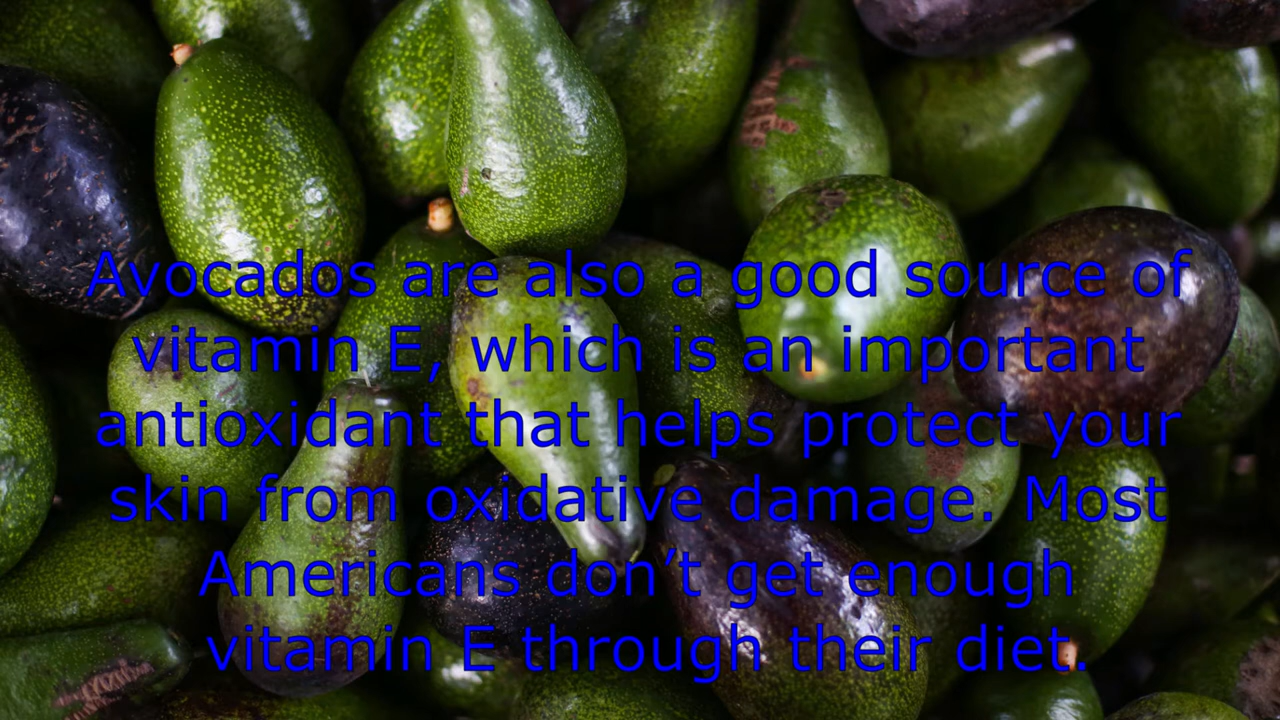 Avocados are also a good source of
vitamin E, which is an important
antioxidant that helps protect your
skin from oxidative damage. Most
Americans don’t get enough
vitamin E through their diet.